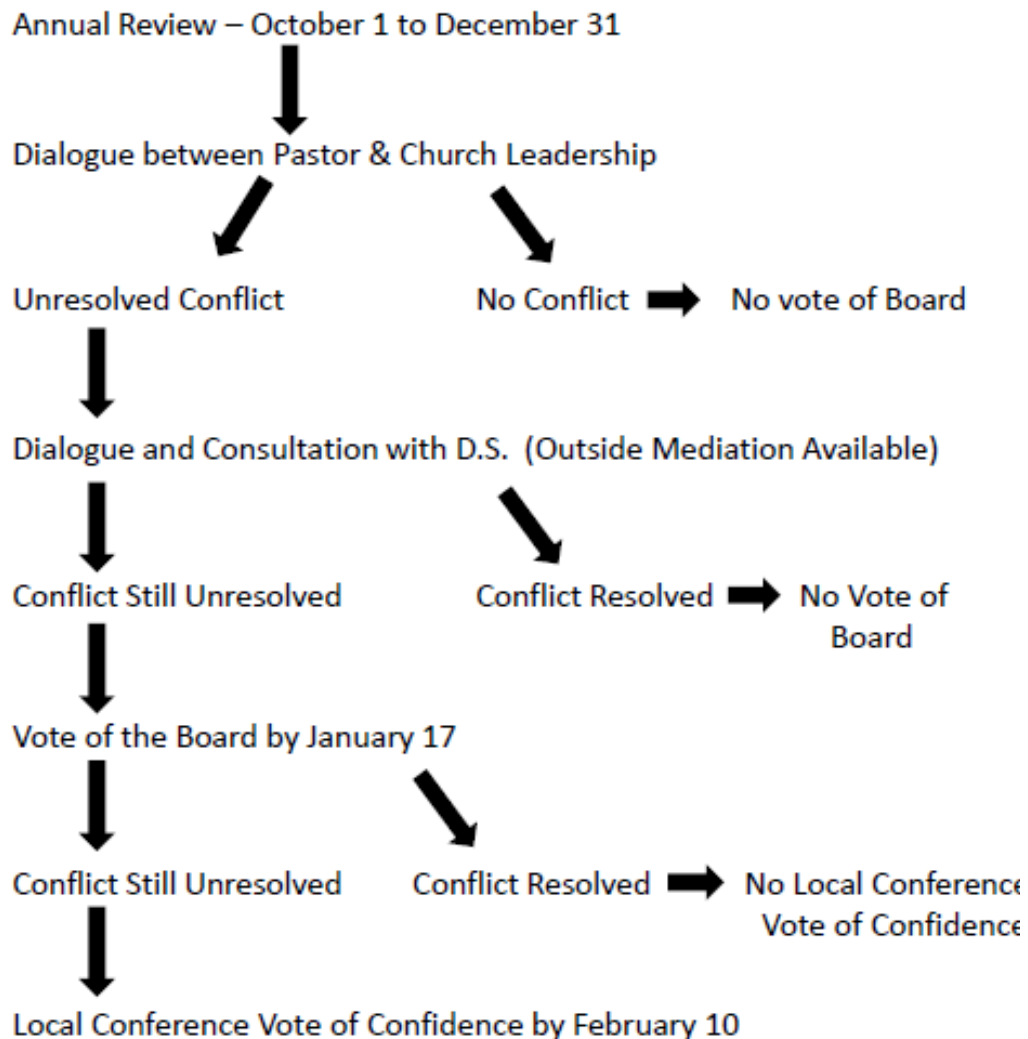 Annual Review – October 1 to December 31
Dialogue between Pastor & Church Leadership
Unresolved Conflict
No Conflict
No vote of Board
Dialogue and Consultation with D.S. (Outside Mediation Available)
Conflict Still Unresolved
Conflict Resolved
No Vote of
Board
Vote of the Board by January 17
Conflict Still Unresolved
Conflict Resolved
No Local Conference
Vote of Confidence
Local Conference Vote of Confidence by February 10